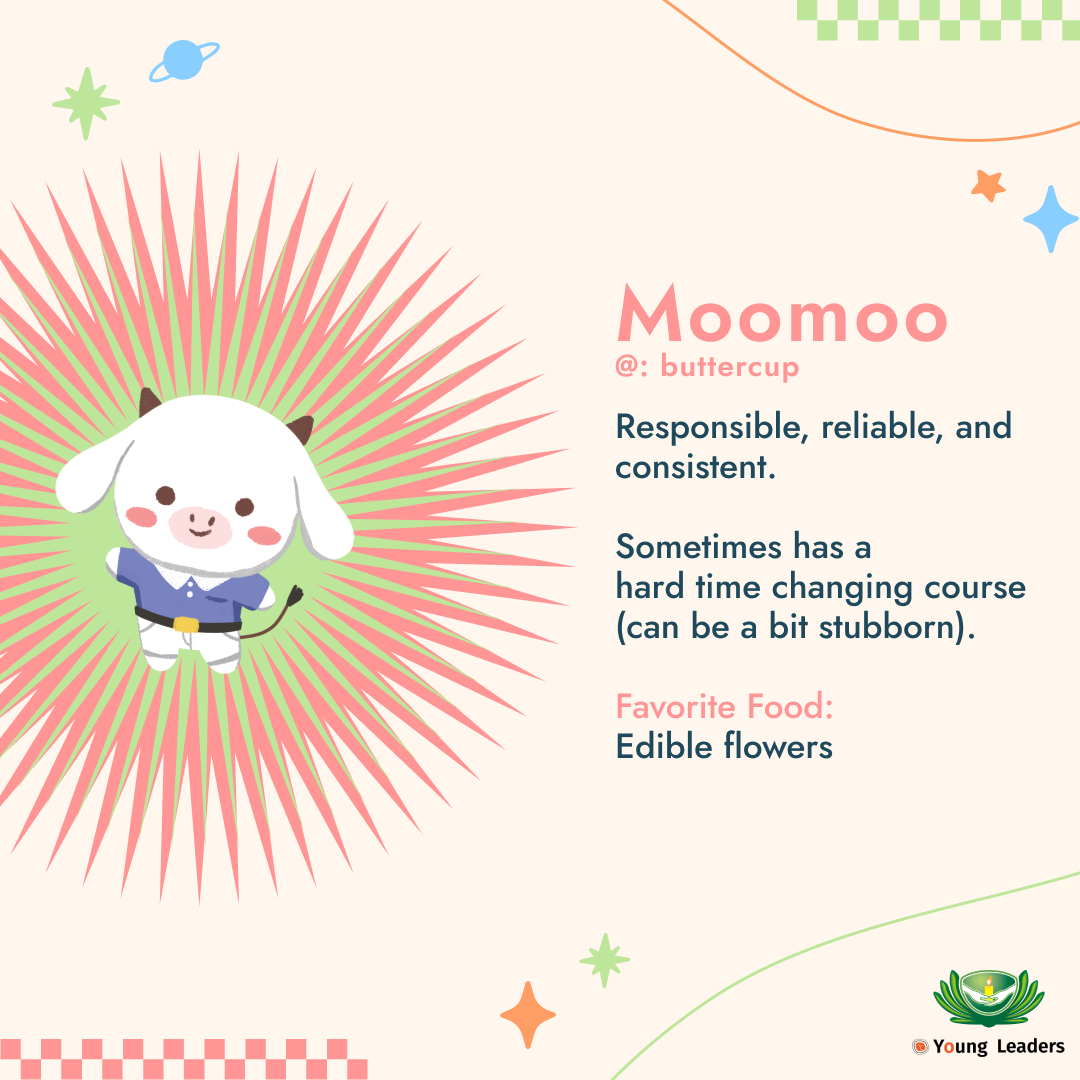 Moomoo
@: buttercup
Responsible, reliable, and
consistent.
Sometimes has a
hard time changing course
(can be a bit stubborn).
Favorite Food:
Edible flowers
Young Leaders